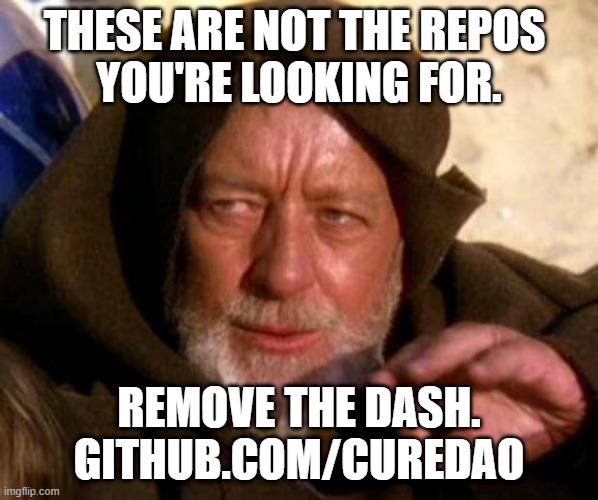 THESE ARE NOT THE REPOS
YOU'RE LOOKING FOR.
REMOVE THE DASH.
GITHUB.COM/CUREDAO
imgflip.com